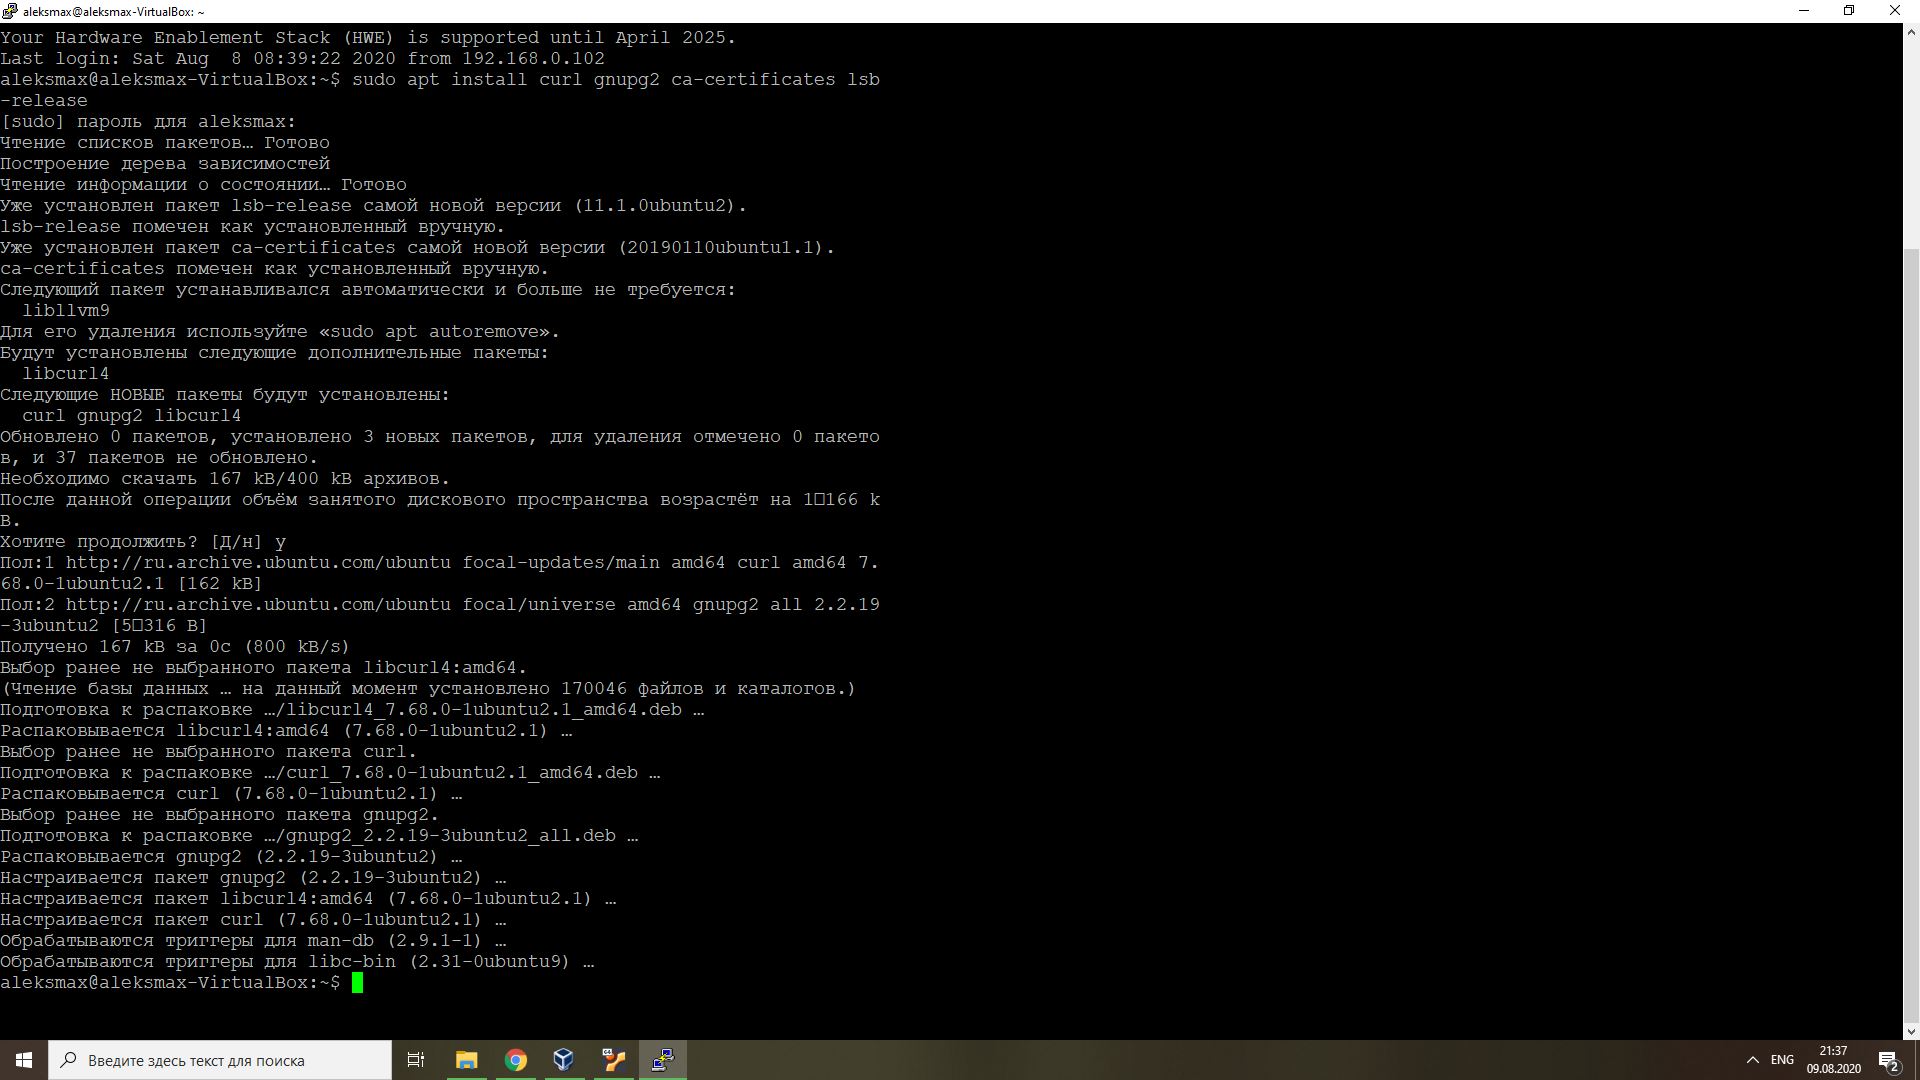 aleksmax@aleksmax-VirtualBox: ~
Your Hardware Enablement Stack (HWE) is supported until April 2025.
Last login: Sat Aug  8 08:39:22 2020 from 192.168.0.102
aleksmax@aleksmax-VirtualBox:~$ sudo apt install curl gnupg2 ca-certificates lsb
-release
[sudo] пароль для aleksmax:
Чтение списков пакетов… Готово
Построение дерева зависимостей
Чтение информации о состоянии… Готово
Уже установлен пакет lsb-release самой новой версии (11.1.0ubuntu2).
lsb-release помечен как установленный вручную.
Уже установлен пакет ca-certificates самой новой версии (20190110ubuntu1.1).
ca-certificates помечен как установленный вручную.
Следующий пакет устанавливался автоматически и больше не требуется:
  libllvm9
Для его удаления используйте «sudo apt autoremove».
Будут установлены следующие дополнительные пакеты:
  libcurl4
Следующие НОВЫЕ пакеты будут установлены:
  curl gnupg2 libcurl4
Обновлено 0 пакетов, установлено 3 новых пакетов, для удаления отмечено 0 пакето
в, и 37 пакетов не обновлено.
Необходимо скачать 167 kB/400 kB архивов.
После данной операции объём занятого дискового пространства возрастёт на 1□166 k
B.
Хотите продолжить? [Д/н] y
Пол:1 http://ru.archive.ubuntu.com/ubuntu focal-updates/main amd64 curl amd64 7.
68.0-1ubuntu2.1 [162 kB]
Пол:2 http://ru.archive.ubuntu.com/ubuntu focal/universe amd64 gnupg2 all 2.2.19
-3ubuntu2 [5□316 B]
Получено 167 kB за 0с (800 kB/s)
Выбор ранее не выбранного пакета libcurl4:amd64.
(Чтение базы данных … на данный момент установлено 170046 файлов и каталогов.)
Подготовка к распаковке …/libcurl4_7.68.0-1ubuntu2.1_amd64.deb …
Распаковывается libcurl4:amd64 (7.68.0-1ubuntu2.1) …
Выбор ранее не выбранного пакета curl.
Подготовка к распаковке …/curl_7.68.0-1ubuntu2.1_amd64.deb …
Распаковывается curl (7.68.0-1ubuntu2.1) …
Выбор ранее не выбранного пакета gnupg2.
Подготовка к распаковке …/gnupg2_2.2.19-3ubuntu2_all.deb …
Распаковывается gnupg2 (2.2.19-3ubuntu2) …
Настраивается пакет gnupg2 (2.2.19-3ubuntu2) …
Настраивается пакет libcurl4:amd64 (7.68.0-1ubuntu2.1) …
Настраивается пакет curl (7.68.0-1ubuntu2.1) …
Обрабатываются триггеры для man-db (2.9.1-1) …
Обрабатываются триггеры для libc-bin (2.31-0ubuntu9) …
aleksmax@aleksmax-VirtualBox:~$
Введите здесь текст для поиска
ENG
21:37
09.08.2020
2